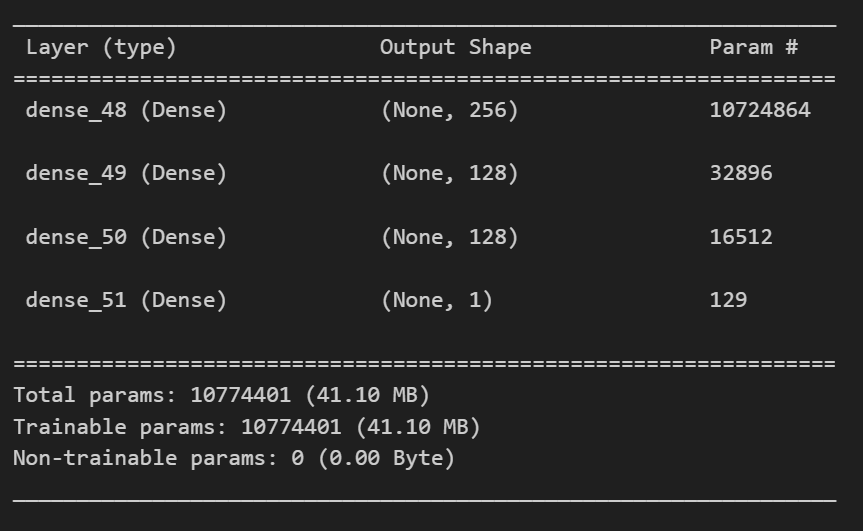 Layer (type) Output Shape Param #
=================================================================
dense_48 (Dense) (None, 256) 10724864
dense_49 (Dense) (None, 128) 32896
dense_50 (Dense) (None, 128) 16512
dense_51 (Dense) (None, 1) 129
=================================================================
Total params: 10774401 (41.10 MB)
Trainable params: 10774401 (41.10 MB)
Non-trainable params: 0 (0.00 Byte)